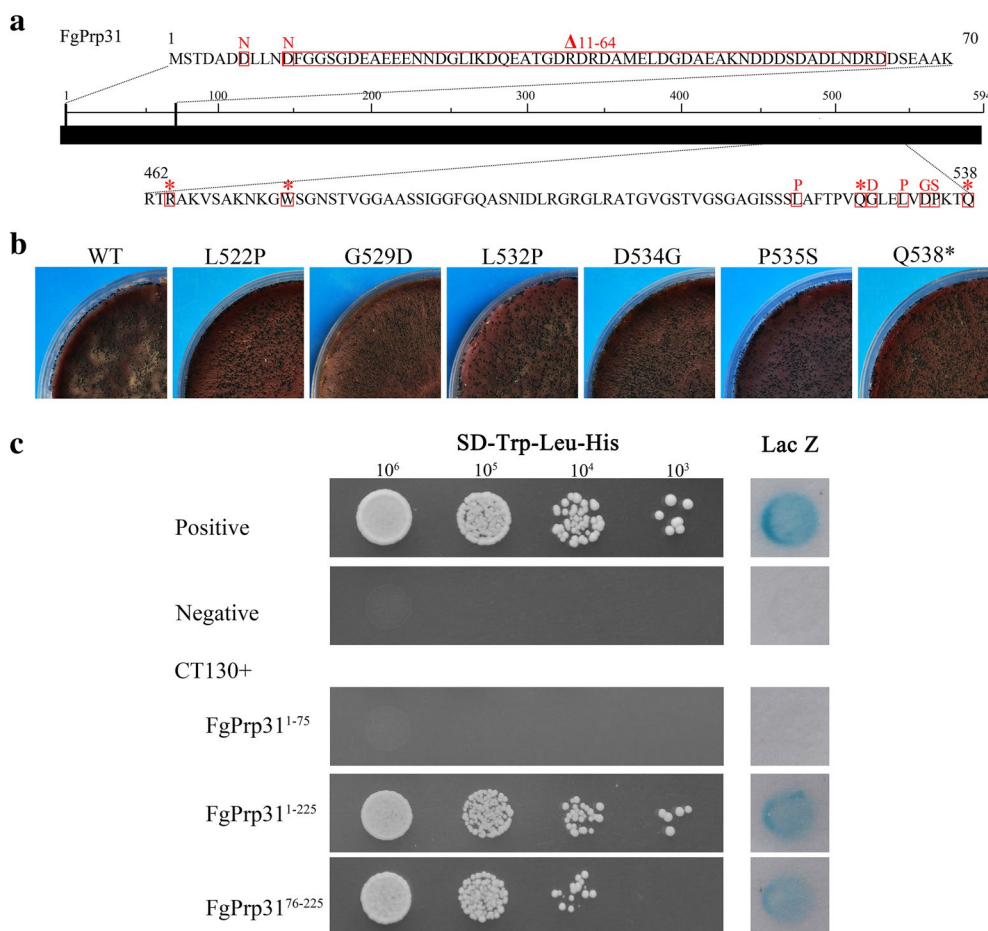 a
FgPrp31
1
70
N N Δ11-64
MSTDADDLLNDFGGSGDEAEEENNDGLIKDQEATGDRDRDAMELDGDAEAKNDDDSDADLNDRDDSEAAK
1 100 200 300 400 500 594
462 538
* * P * D P G S *
RTRAKVSAKNKGWSGNSTVGGAASSIGGFGQASNIDLRGRGLRATGVGSTVGSGAGISSSLAFTPVQGLELVDPKTQ
b
WT L522P G529D L532P D534G P535S Q538*
c
SD-Trp-Leu-His Lac Z
10⁶ 10⁵ 10⁴ 10³
Positive
Negative
CT130+
FgPrp31¹⁻⁷⁵
FgPrp31¹⁻²²⁵
FgPrp31⁷⁶⁻²²⁵